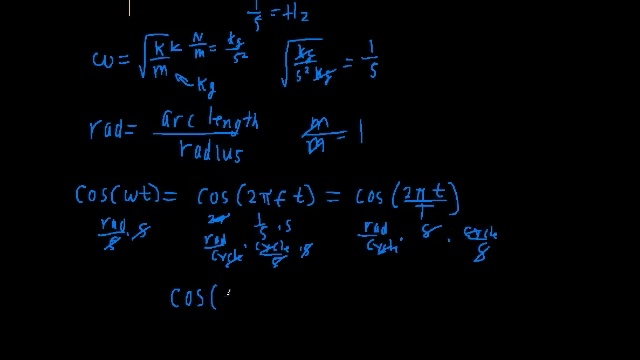 1/s = Hz
ω = √(k/m) k N/m = kg/s² √(kg/s² kg) = 1/s
kg
rad = arc length/radius m/m = 1
cos(ωt) = cos(2πft) = cos(2πt/T)
rad/s · s 1/s · s rad/cycle · s · cycle/s
rad/cycle · cycle/s · s
cos(